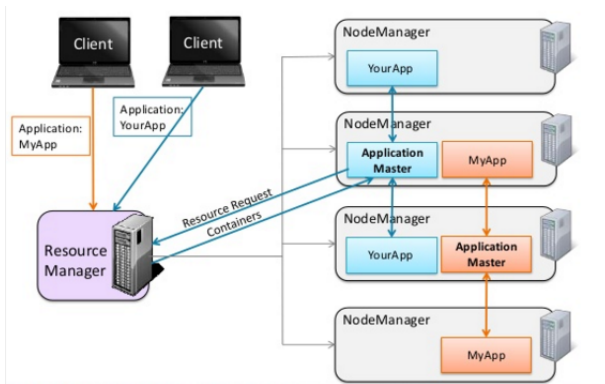 Client
Client
Application:
MyApp
Application:
YourApp
Resource
Manager
Resource Request
Containers
NodeManager
YourApp
NodeManager
Application
Master
MyApp
NodeManager
YourApp
Application
Master
NodeManager
MyApp